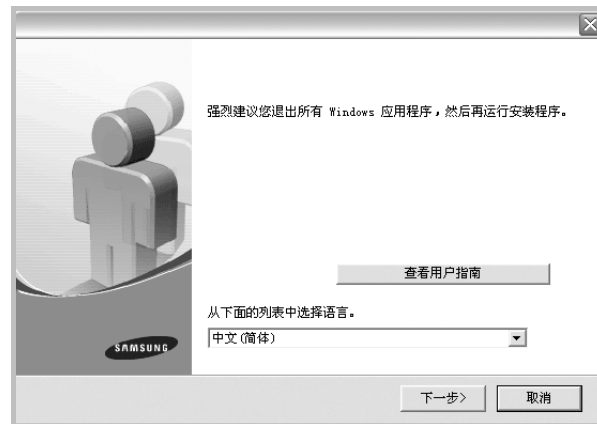 强烈建议您退出所有 Windows 应用程序，然后再运行安装程序。
查看用户指南
从下面的列表中选择语言。
中文(简体)
SAMSUNG
下一步>
取消